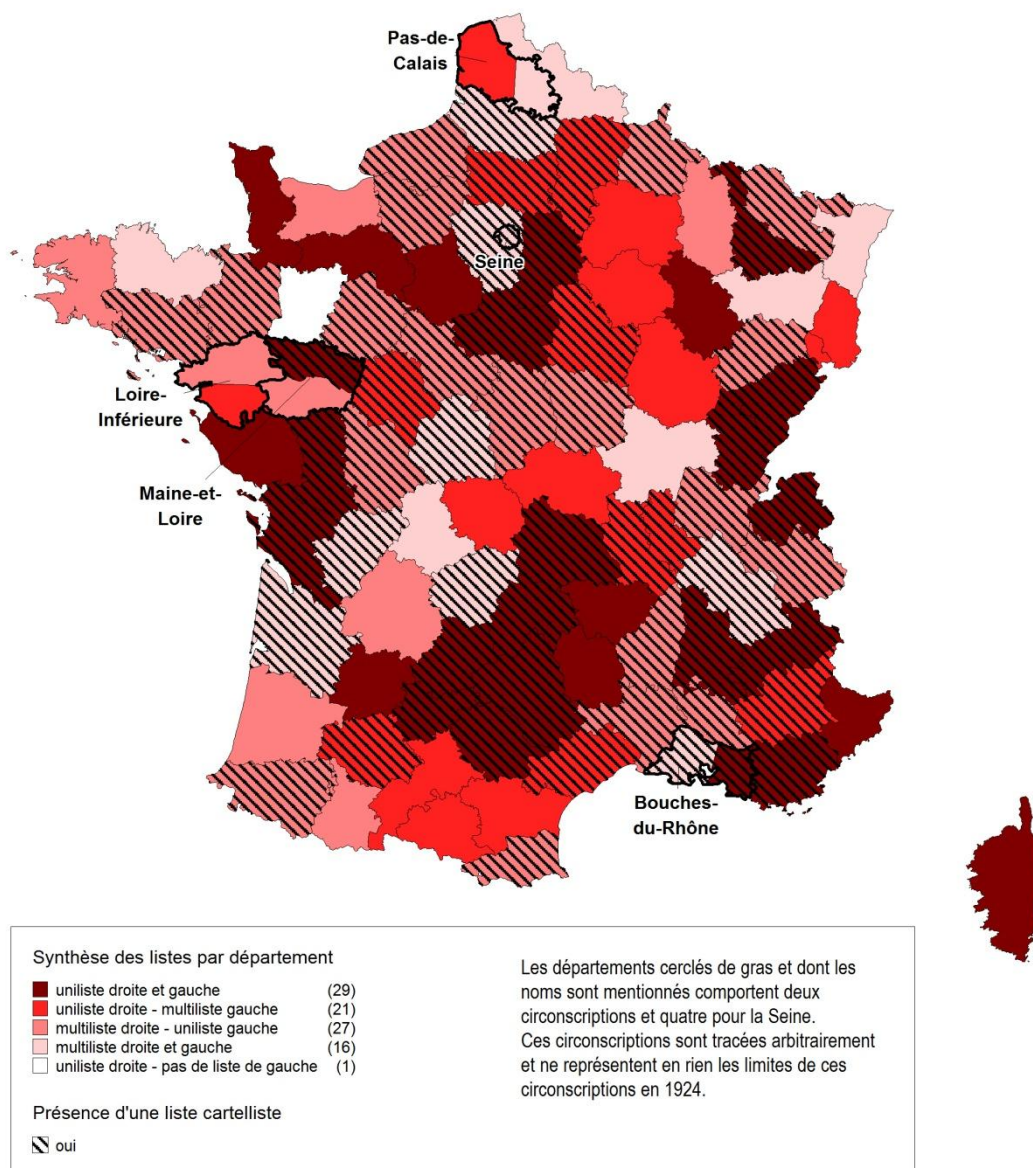 Pas-de-
Calais
Seine
Loire-
Inférieure
Maine-et-
Loire
Bouches-
du-Rhône
Synthèse des listes par département
uniliste droite et gauche (29)
uniliste droite - multiliste gauche (21)
multiliste droite - uniliste gauche (27)
multiliste droite et gauche (16)
uniliste droite - pas de liste de gauche (1)
Présence d'une liste cartelliste
oui
Les départements cerclés de gras et dont les
noms sont mentionnés comportent deux
circonscriptions et quatre pour la Seine.
Ces circonscriptions sont tracées arbitrairement
et ne représentent en rien les limites de ces
circonscriptions en 1924.